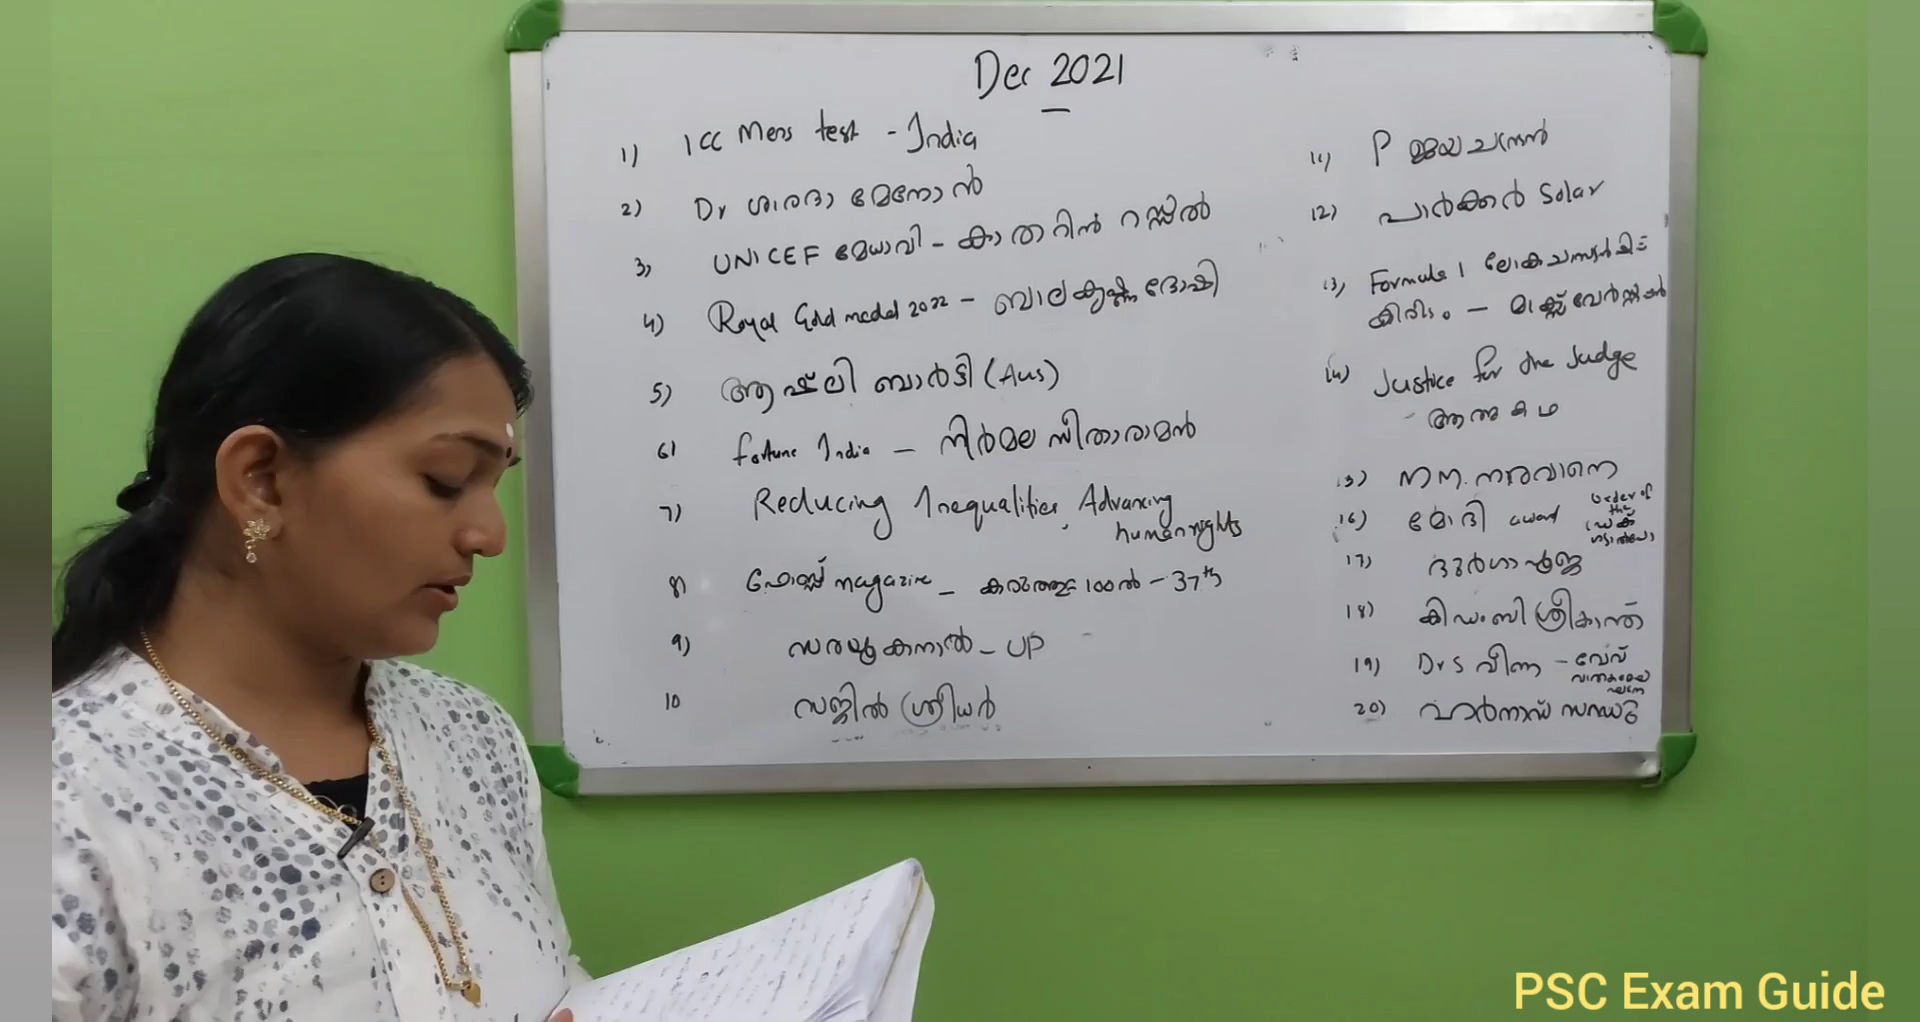 Dec 2021
1) ICC Mens test - India
2) Dr ശാരദാ മേനോൻ
3) UNICEF മേധാവി - കാതറിൻ റസ്സൽ
4) Royal Gold medal 2022 - ബാലകൃഷ്ണ ദോഷി
5) ആഷ്‌ലി ബാർട്ടി (Aus)
6) fortune India - നിർമല സീതാരാമൻ
7) Reducing Inequalities, Advancing
human rights
8) ഫോബ്സ് magazine - കരുത്തുറ്റ 100ൽ - 37th
9) സരയൂ കനാൽ - UP
10 സജിൽ ശ്രീധർ
11) P ജയചന്ദ്രൻ
12) പാർക്കർ Solar
13) Formula 1 ലോക ചാമ്പ്യൻഷിപ്പ്
കിരീടം - മാക്സ് വേർസ്റ്റപ്പൻ
14) Justice for the Judge
- ആത്മകഥ
15) നരവാനെ
16) മോദി award Order of
the
17) ദുർഗാപൂജ
18) കിഡംബി ശ്രീകാന്ത്
19) Dr S വീണ -
20) ഹർനാസ് സന്ധു
PSC Exam Guide